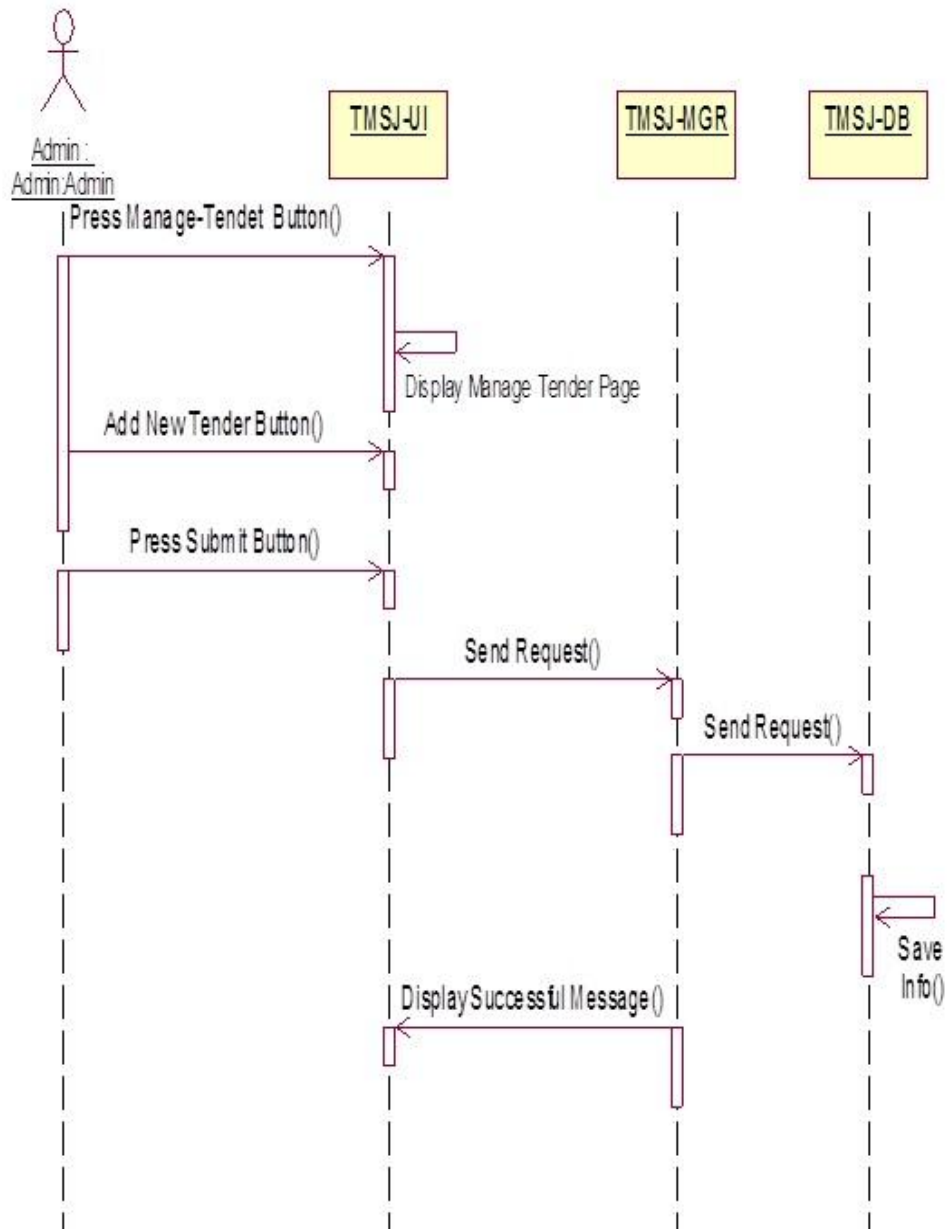 Admin :
Admin:Admin
TMSJ-UI
TMSJ-MGR
TMSJ-DB
Press Manage-Tendet Button()
Display Manage Tender Page
Add New Tender Button()
Press Submit Button()
Send Request()
Send Request()
Save
Info()
Display Successful Message()